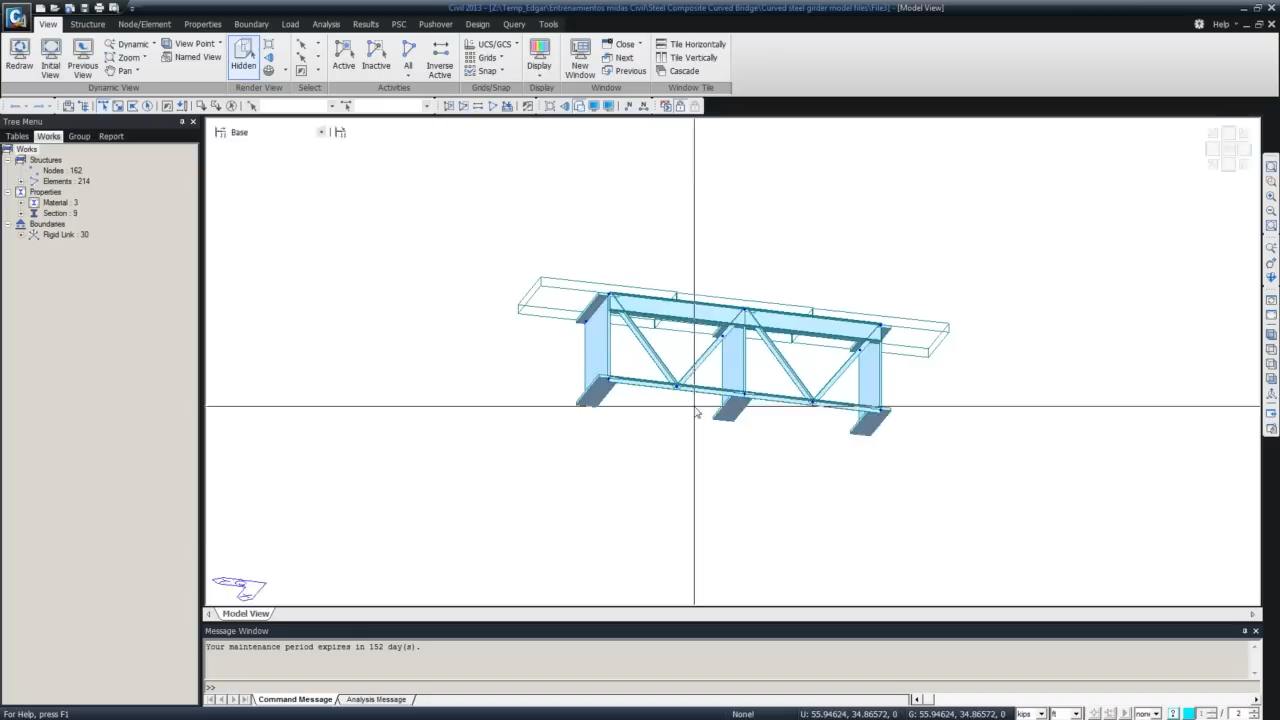 Civil 2013 - [Z:\Temp_Edgar\Entrenamientos midas Civil\Steel Composite Curved Bridge\Curved steel girder model files\File3] - [Model View]
View Structure Node/Element Properties Boundary Load Analysis Results PSC Pushover Design Query Tools Help
Redraw Initial View Previous View Dynamic Zoom Pan View Point Named View Hidden Active Inactive All Inverse Active UCS/GCS Grids Snap Display New Window Close Next Previous Tile Horizontally Tile Vertically Cascade
Dynamic View Render View Select Activities Grids/Snap Display Window Window Tile
Tree Menu
Tables Works Group Report
Works
Structures
Nodes : 162
Elements : 214
Properties
Material : 3
Section : 9
Boundaries
Rigid Link : 30
Base
Model View
Message Window
Your maintenance period expires in 152 day(s).
>>
Command Message Analysis Message
For Help, press F1 None! U: 55.94624, 34.86572, 0 G: 55.94624, 34.86572, 0 kips ft none 1 / 2